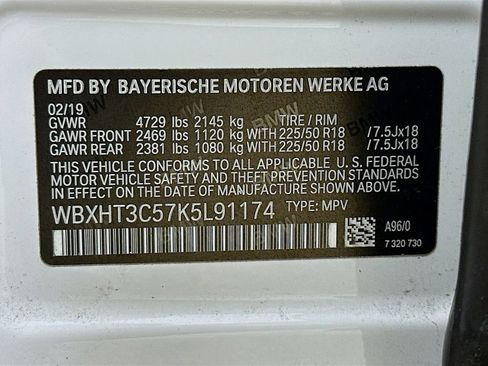 MFD BY BAYERISCHE MOTOREN WERKE AG
02/19
GVWR 4729 lbs 2145 kg TIRE / RIM
GAWR FRONT 2469 lbs 1120 kg WITH 225/50 R18 /7.5Jx18
GAWR REAR 2381 lbs 1080 kg WITH 225/50 R18 /7.5Jx18
THIS VEHICLE CONFORMS TO ALL APPLICABLE U.S. FEDERAL
MOTOR VEHICLE SAFETY, BUMPER, AND THEFT PREVENTION
STANDARDS IN EFFECT ON THE DATE OF MANUFACTURE
SHOWN ABOVE.
WBXHT3C57K5L91174 TYPE: MPV
A96/0
7 320 730